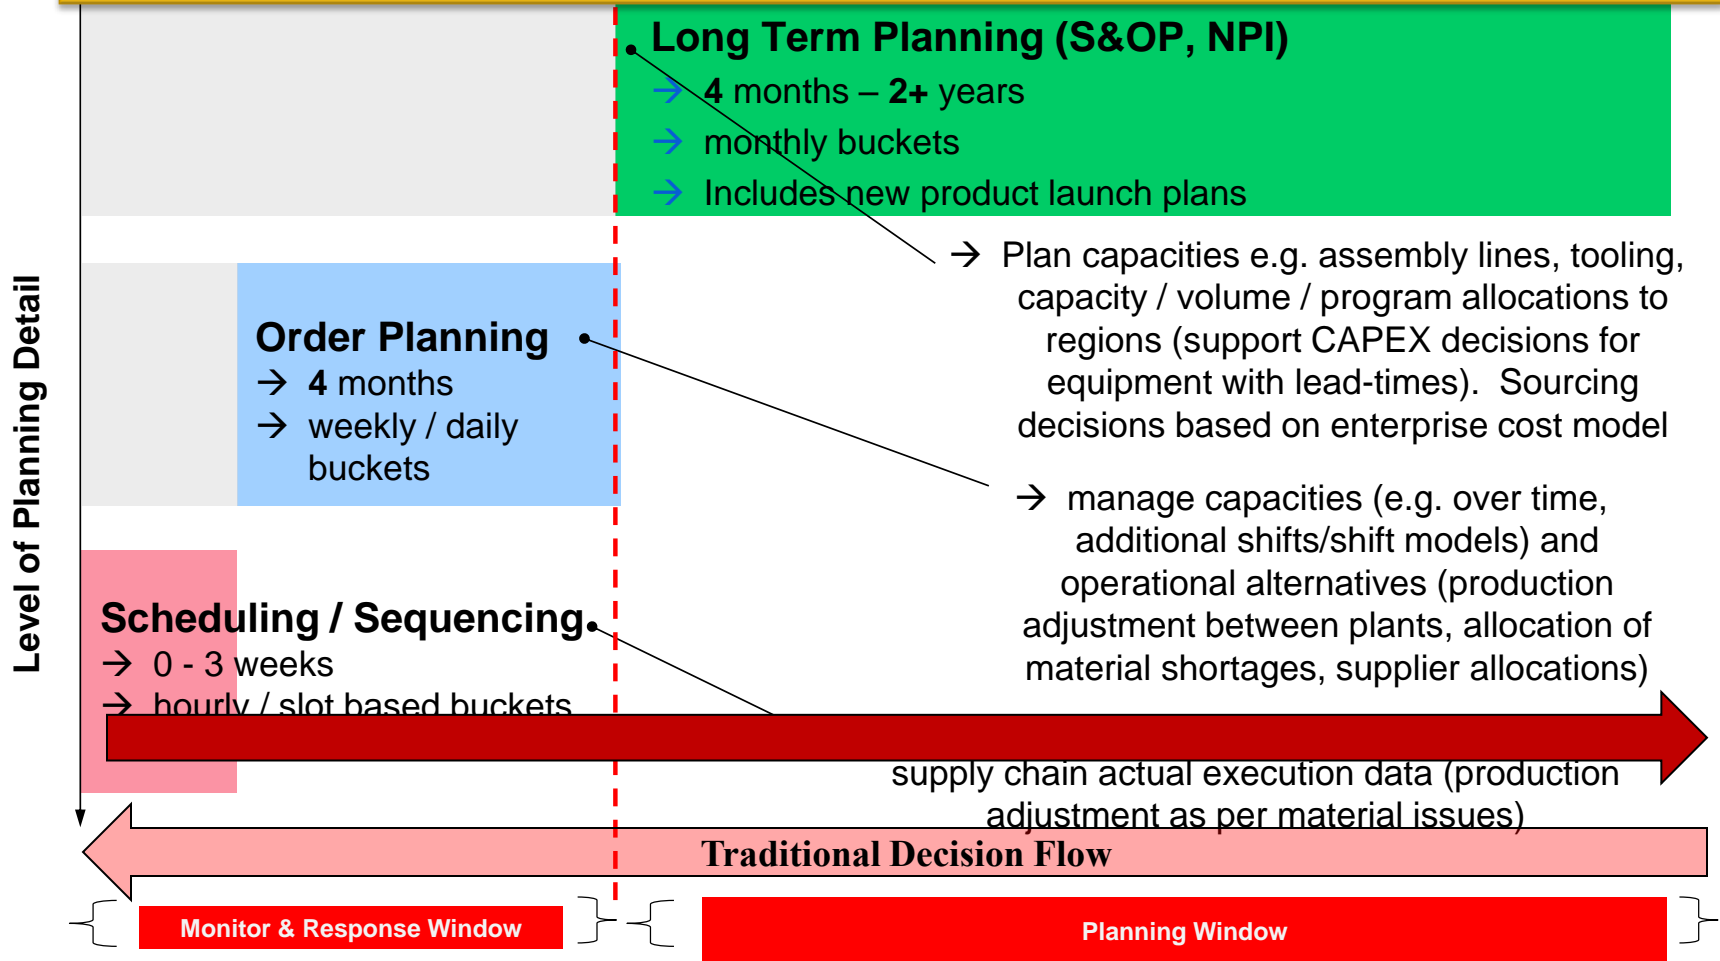 Long Term Planning (S&OP, NPI)
→ 4 months – 2+ years
→ monthly buckets
→ Includes new product launch plans
→ Plan capacities e.g. assembly lines, tooling,
capacity / volume / program allocations to
regions (support CAPEX decisions for
equipment with lead-times). Sourcing
decisions based on enterprise cost model
Level of Planning Detail
Order Planning
→ 4 months
→ weekly / daily
buckets
→ manage capacities (e.g. over time,
additional shifts/shift models) and
operational alternatives (production
adjustment between plants, allocation of
material shortages, supplier allocations)
Scheduling / Sequencing
→ 0 - 3 weeks
→ hourly / slot based buckets
supply chain actual execution data (production
adjustment as per material issues)
Traditional Decision Flow
Monitor & Response Window
Planning Window